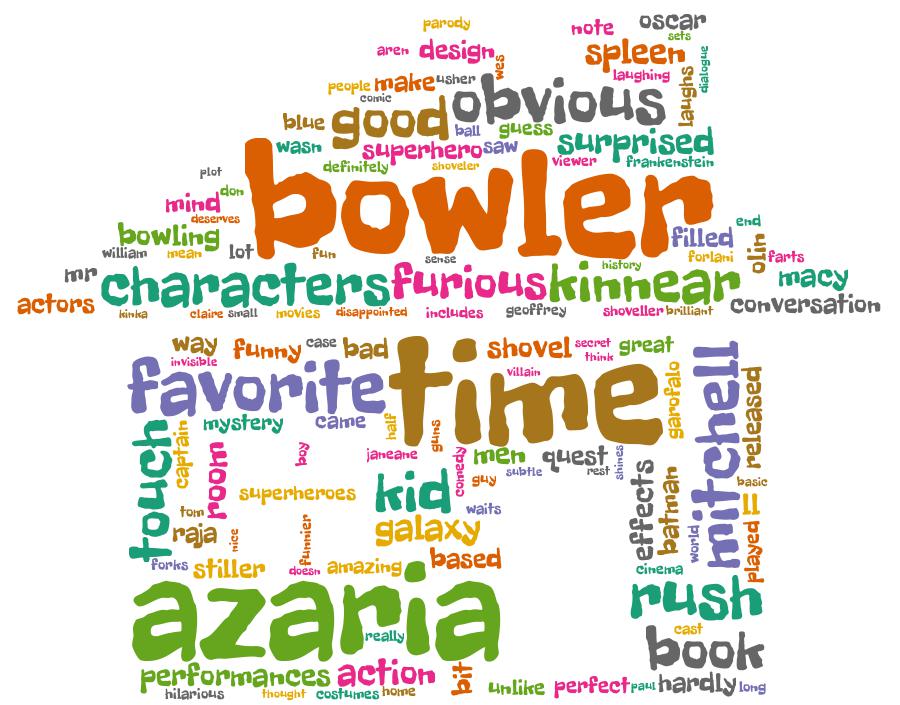 parody
note
oscar
sets
aren
design
wes
spleen
dialogue
laughing
people
make
usher
laughs
comic
obvious
blue
good
ball
guess
surprised
wasn
superhero
saw
viewer
frankenstein
definitely
shoveler
plot
bowler
don
mind
deserves
bowling
filled
end
william
mean
lot
fun
sense
forlani
olin
farts
history
mr
characters
furious
kinnear
macy
actors
kinka
claire
small
movies
disappointed
includes
geoffrey
shoveller
brilliant
conversation
way
funny
case
bad
time
shovel
secret
great
think
invisible
villain
favorite
garofalo
mitchell
released
mystery
came
half
guns
touch
captain
room
boy
janeane
comedy
men
quest
subtle
rest
shines
guy
superheroes
kid
effects
batman
basic
tom
waits
ll
raja
nice
funnier
galaxy
world
played
forks
stiller
doesn
amazing
based
cinema
azaria
rush
really
cast
book
performances
action
bit
unlike
perfect
paul
hardly
long
hilarious
thought
costumes
home